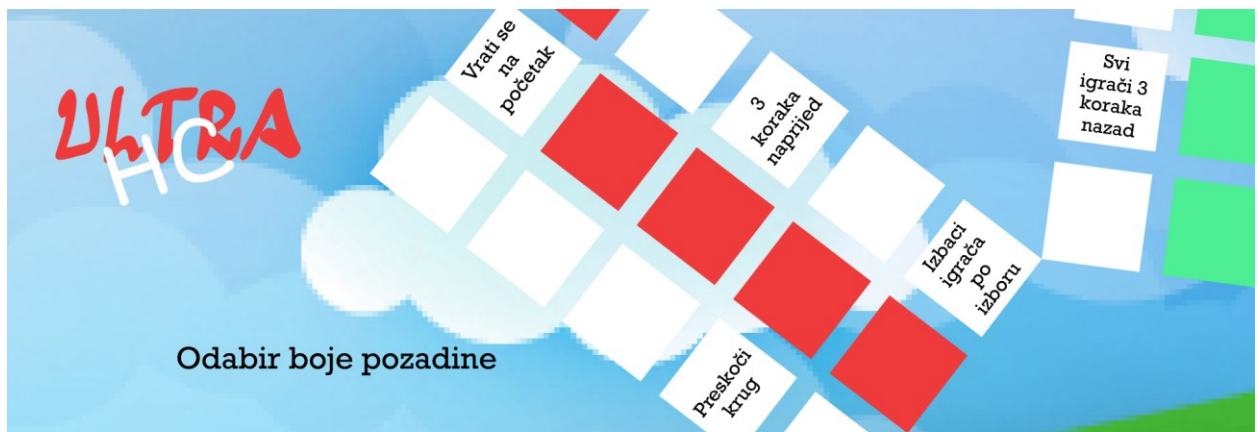 ULTRA
HC
Vrati se
na
početak
3
koraka
naprijed
Svi
igrači 3
koraka
nazad
Izbaci
igrača
po
izboru
Preskoči
krug
Odabir boje pozadine